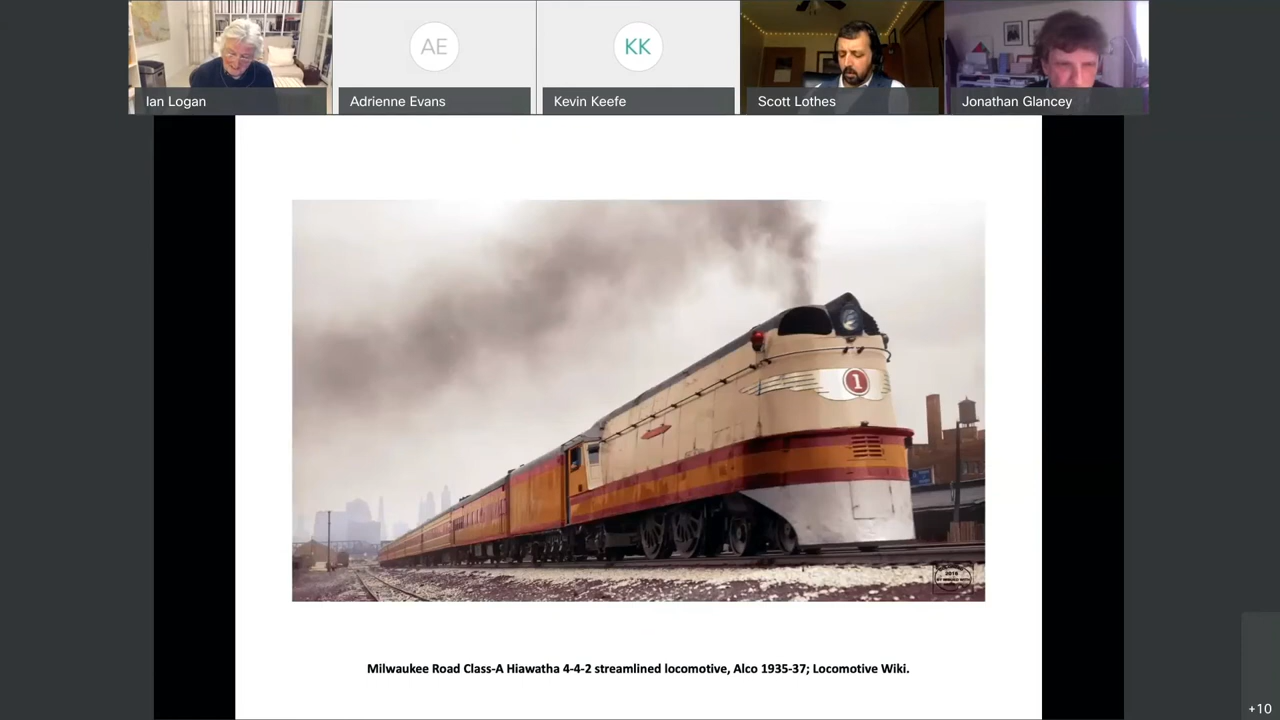 AE
KK
Ian Logan
Adrienne Evans
Kevin Keefe
Scott Lothes
Jonathan Glancey
1
2016
Milwaukee Road Class-A Hiawatha 4-4-2 streamlined locomotive, Alco 1935-37; Locomotive Wiki.
+10